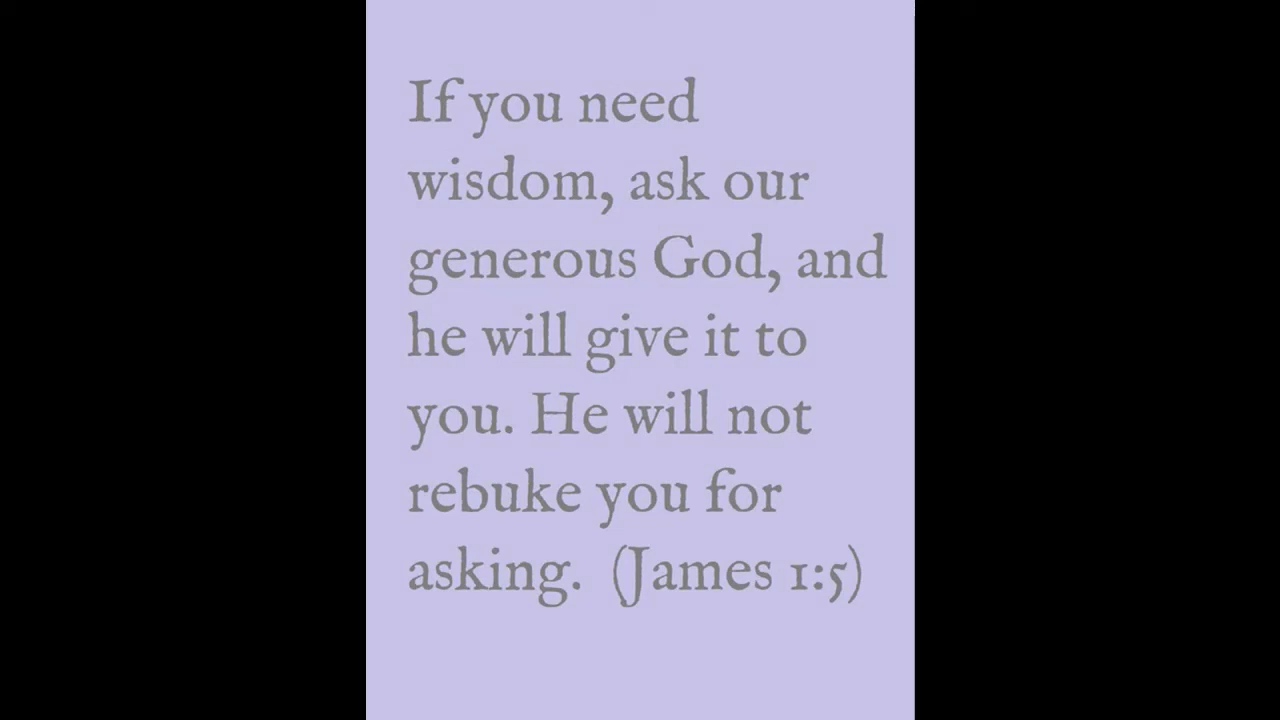 If you need
wisdom, ask our
generous God, and
he will give it to
you. He will not
rebuke you for
asking.  (James 1:5)